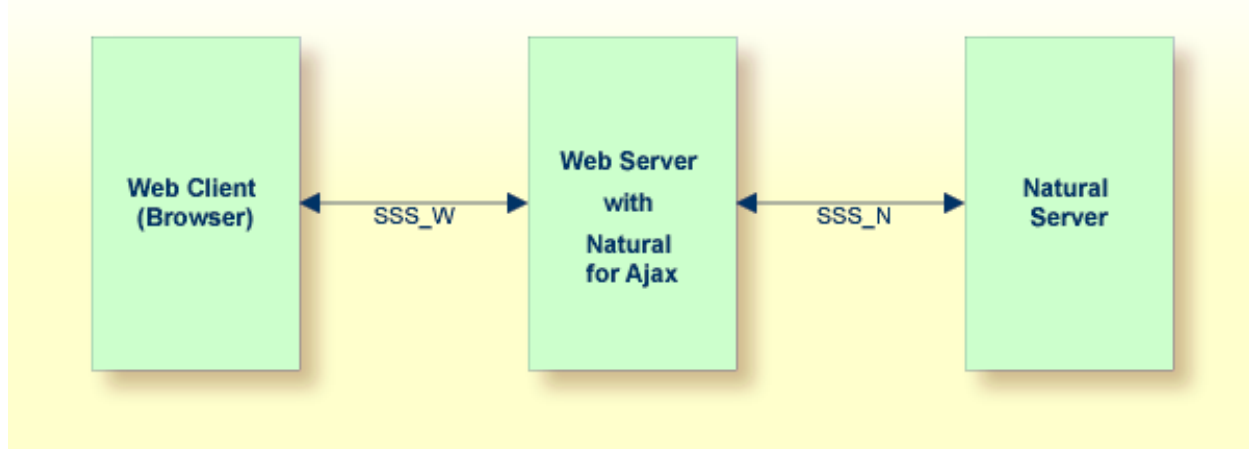 Web Client
(Browser)
SSS_W
Web Server
with
Natural
for Ajax
SSS_N
Natural
Server